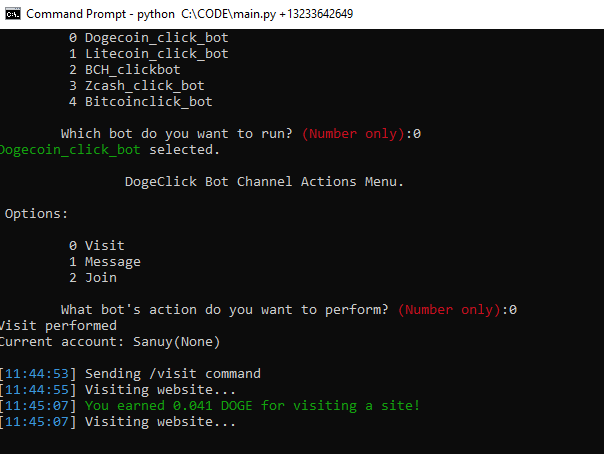 Command Prompt - python C:\CODE\main.py +13233642649
0 Dogecoin_click_bot
1 Litecoin_click_bot
2 BCH_clickbot
3 Zcash_click_bot
4 Bitcoinclick_bot
Which bot do you want to run? (Number only):0
Dogecoin_click_bot selected.
DogeClick Bot Channel Actions Menu.
Options:
0 Visit
1 Message
2 Join
What bot's action do you want to perform? (Number only):0
Visit performed
Current account: Sanuy(None)
[11:44:53] Sending /visit command
[11:44:55] Visiting website...
[11:45:07] You earned 0.041 DOGE for visiting a site!
[11:45:07] Visiting website...